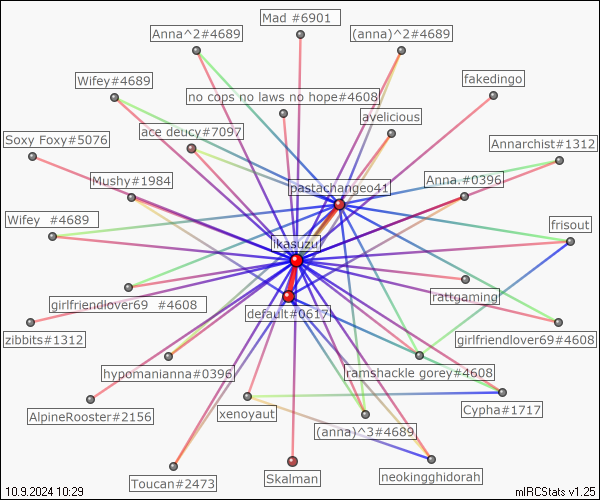 Mad #6901
Anna^2#4689
(anna)^2#4689
Wifey#4689
fakedingo
no cops no laws no hope#4608
avelicious
ace deucy#7097
Soxy Foxy#5076
Annarchist#1312
Mushy#1984
pastachangeo41
Anna.#0396
Wifey  #4689
frisout
likasuzu!
girlfriendlover69  #4608
rattgaming
default#0617
zibbits#1312
girlfriendlover69#4608
hypomanianna#0396
ramshackle gorey#4608
AlpineRooster#2156
xenoyaut
Cypha#1717
(anna)^3#4689
Toucan#2473
Skalman
neokingghidorah
10.9.2024 10:29
mIRCStats v1.25